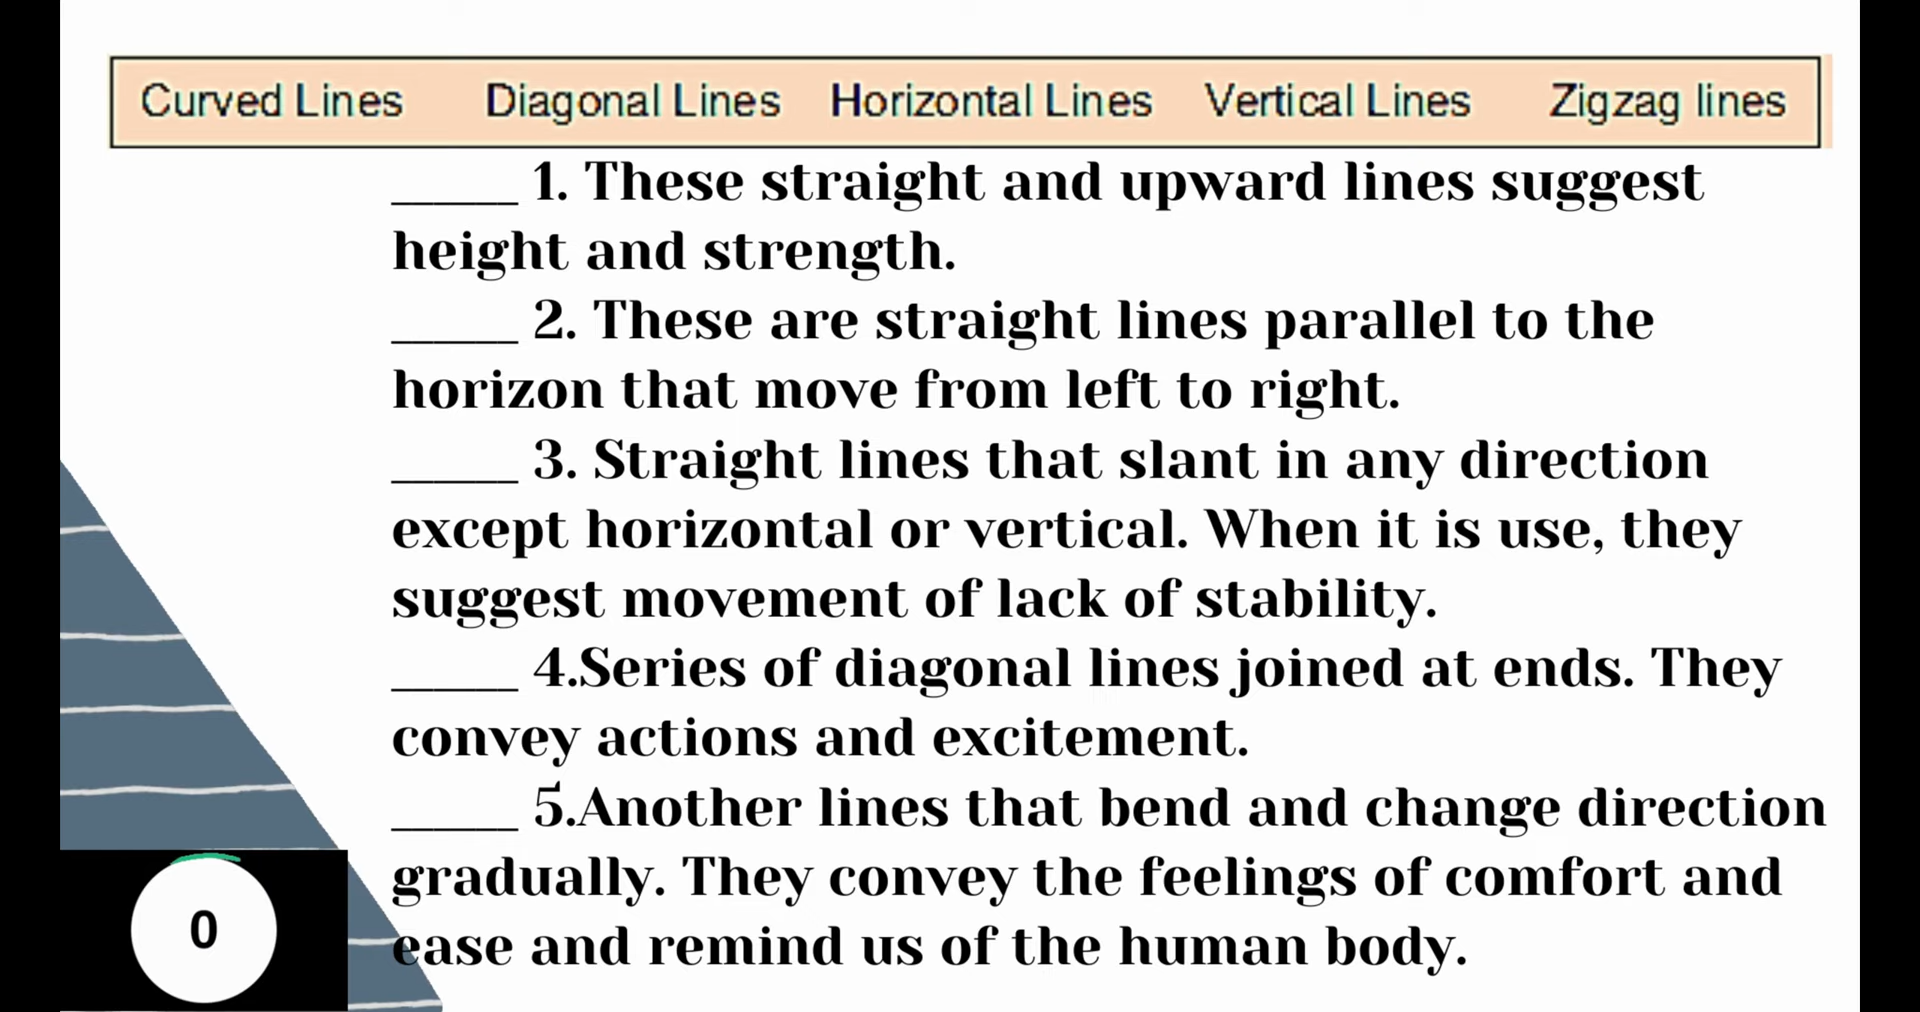 Curved Lines Diagonal Lines Horizontal Lines Vertical Lines Zigzag lines
______ 1. These straight and upward lines suggest
height and strength.
______ 2. These are straight lines parallel to the
horizon that move from left to right.
______ 3. Straight lines that slant in any direction
except horizontal or vertical. When it is use, they
suggest movement of lack of stability.
______ 4.Series of diagonal lines joined at ends. They
convey actions and excitement.
______ 5.Another lines that bend and change direction
gradually. They convey the feelings of comfort and
ease and remind us of the human body.
0